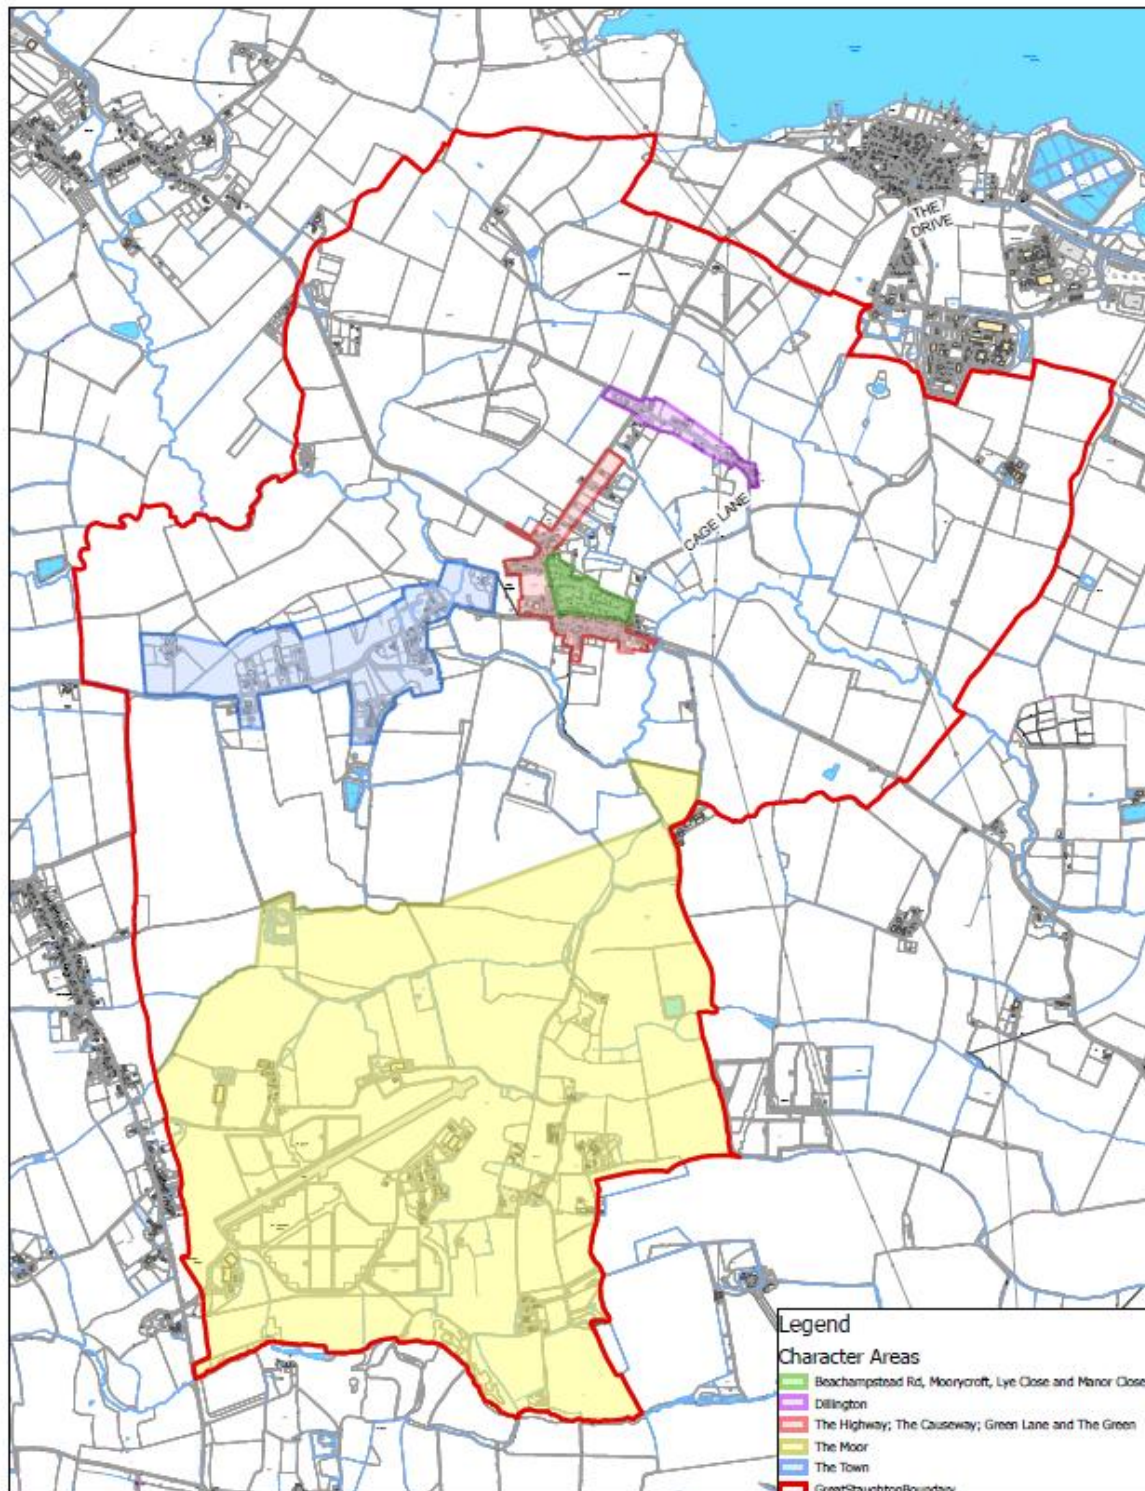 THE
DRIVE
CAGE LANE
Legend
Character Areas
Beachampstead Rd, Moorycroft, Lye Close and Manor Close
Dillington
The Highway; The Causeway; Green Lane and The Green
The Moor
The Town
GreatStaughtonBoundary